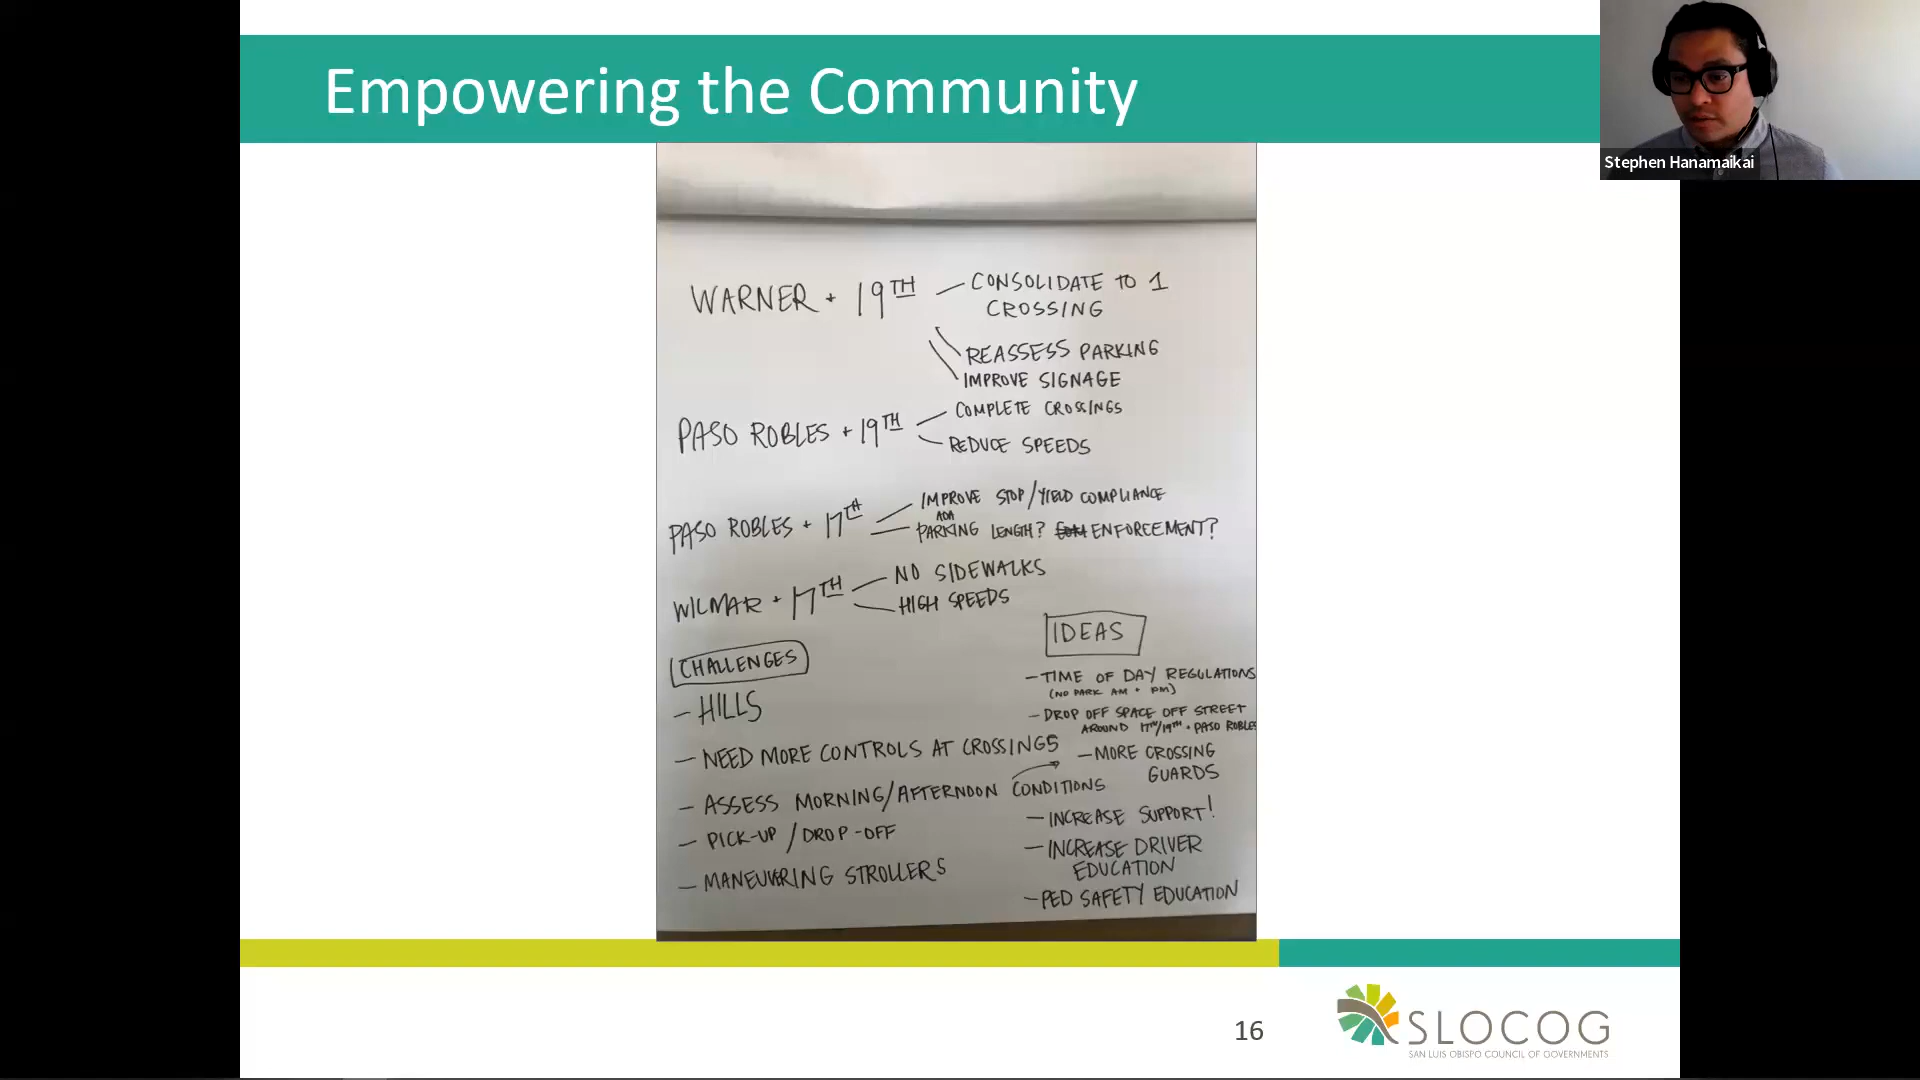 Empowering the Community
Stephen Hanamaikai
WARNER + 19TH
CONSOLIDATE TO 1
CROSSING
REASSESS PARKING
IMPROVE SIGNAGE
PASO ROBLES + 19TH
COMPLETE CROSSINGS
REDUCE SPEEDS
PASO ROBLES + 17TH
IMPROVE STOP/YIELD COMPLIANCE
ADA
PARKING LENGTH? ENFORCEMENT?
WILMAR + 17TH
NO SIDEWALKS
HIGH SPEEDS
CHALLENGES
- HILLS
- NEED MORE CONTROLS AT CROSSINGS
- ASSESS MORNING/AFTERNOON CONDITIONS
- PICK-UP / DROP-OFF
- MANEUVERING STROLLERS
IDEAS
- TIME OF DAY REGULATIONS
(NO PARK AM + PM)
- DROP OFF SPACE OFF STREET
AROUND 17TH/19TH + PASO ROBLES
- MORE CROSSING
GUARDS
- INCREASE SUPPORT!
- INCREASE DRIVER
EDUCATION
- PED SAFETY EDUCATION
16
SLOCOG
SAN LUIS OBISPO COUNCIL OF GOVERNMENTS